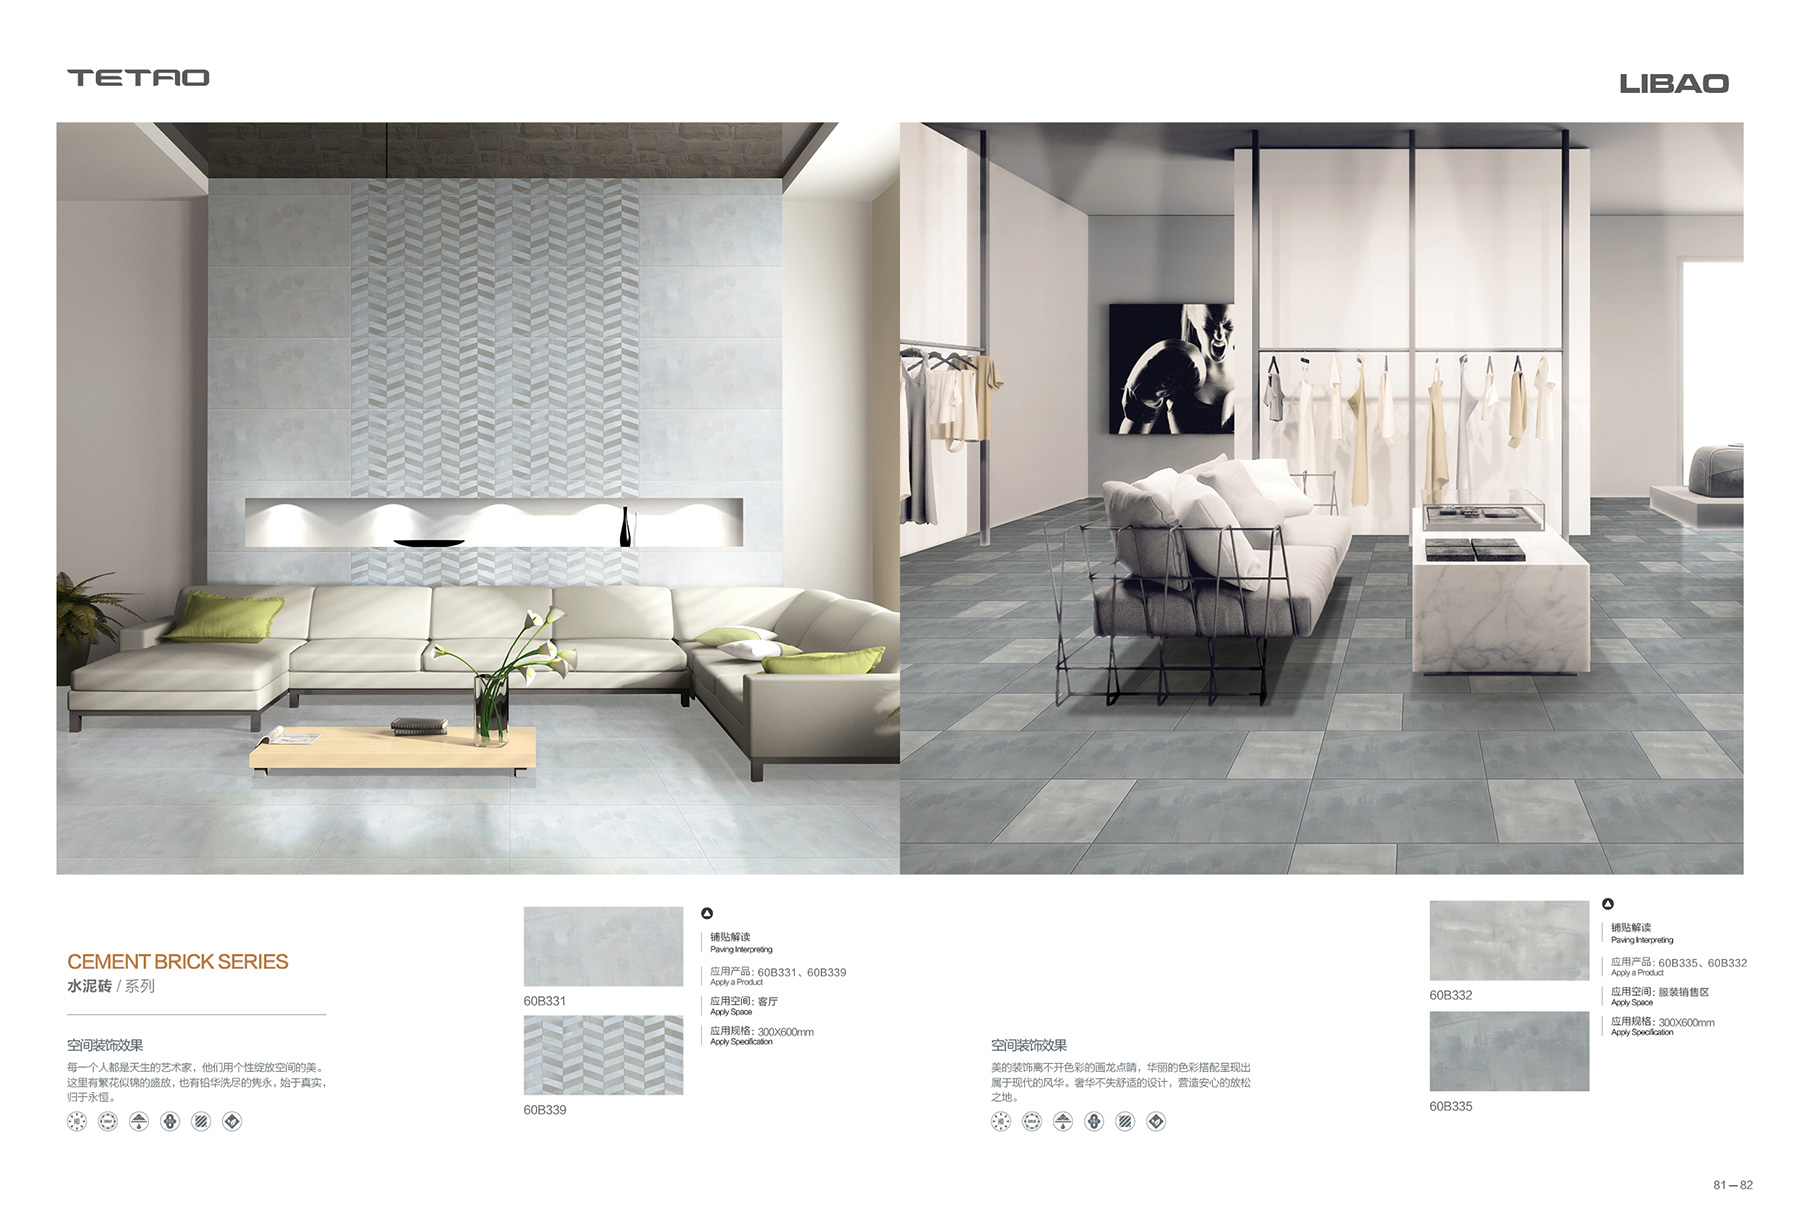 TETAO
LIBAO
CEMENT BRICK SERIES
水泥砖 / 系列
空间装饰效果
每一个人都是天生的艺术家，他们用个性绽放空间的美。
这里有繁花似锦的盛放，也有铅华洗尽的隽永，始于真实，
归于永恒。
60B331
60B339
铺贴解读
Paving Interpreting
应用产品：60B331、60B339
Apply a Product
应用空间：客厅
Apply Space
应用规格：300X600mm
Apply Specification
空间装饰效果
美的装饰离不开色彩的画龙点睛，华丽的色彩搭配呈现出
属于现代的风华。奢华不失舒适的设计，营造安心的放松
之地。
60B332
60B335
铺贴解读
Paving Interpreting
应用产品：60B335、60B332
Apply a Product
应用空间：服装销售区
Apply Space
应用规格：300X600mm
Apply Specification
81—82